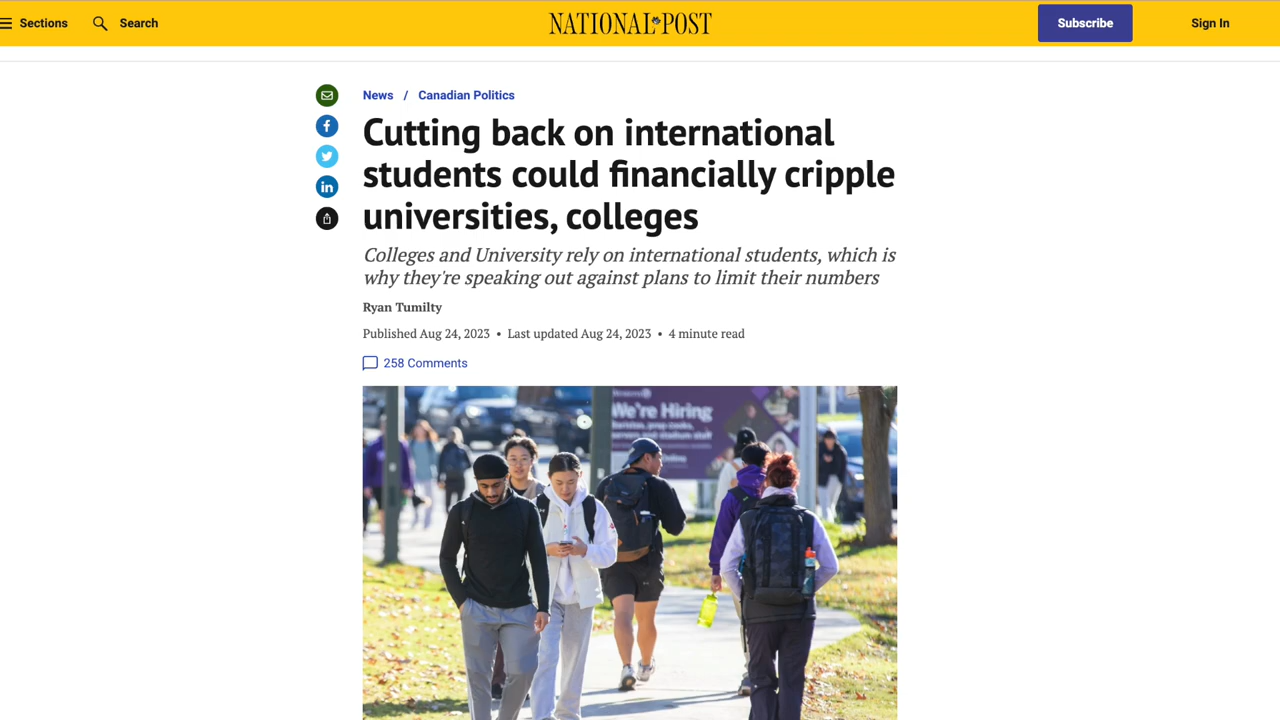 Sections
Search
NATIONAL POST
Subscribe
Sign In
News / Canadian Politics
Cutting back on international
students could financially cripple
universities, colleges
Colleges and University rely on international students, which is
why they're speaking out against plans to limit their numbers
Ryan Tumilty
Published Aug 24, 2023 • Last updated Aug 24, 2023 • 4 minute read
258 Comments
We're Hiring